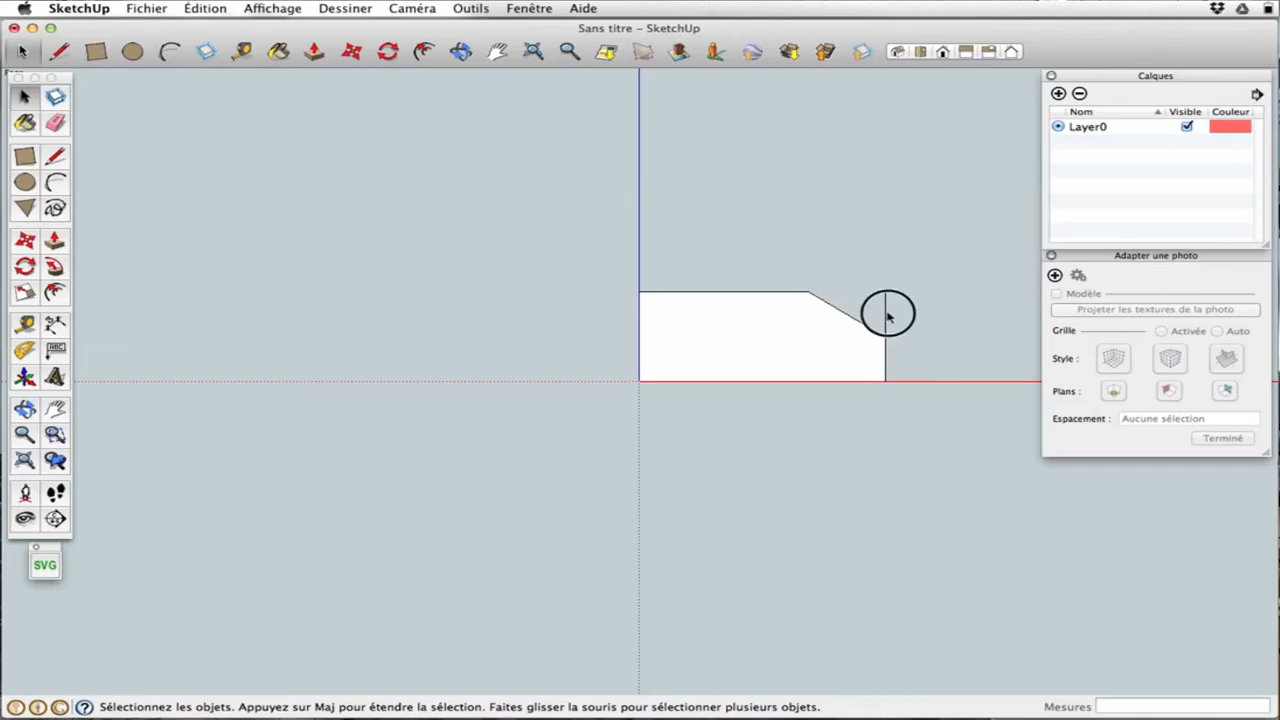 SketchUp Fichier Édition Affichage Dessiner Caméra Outils Fenêtre Aide
Sans titre – SketchUp
Calques
Nom Visible Couleur
Layer0
Adapter une photo
Modèle
Projeter les textures de la photo
Grille Activée Auto
Style :
Plans :
Espacement : Aucune sélection
Terminé
SVG
Sélectionnez les objets. Appuyez sur Maj pour étendre la sélection. Faites glisser la souris pour sélectionner plusieurs objets. Mesures